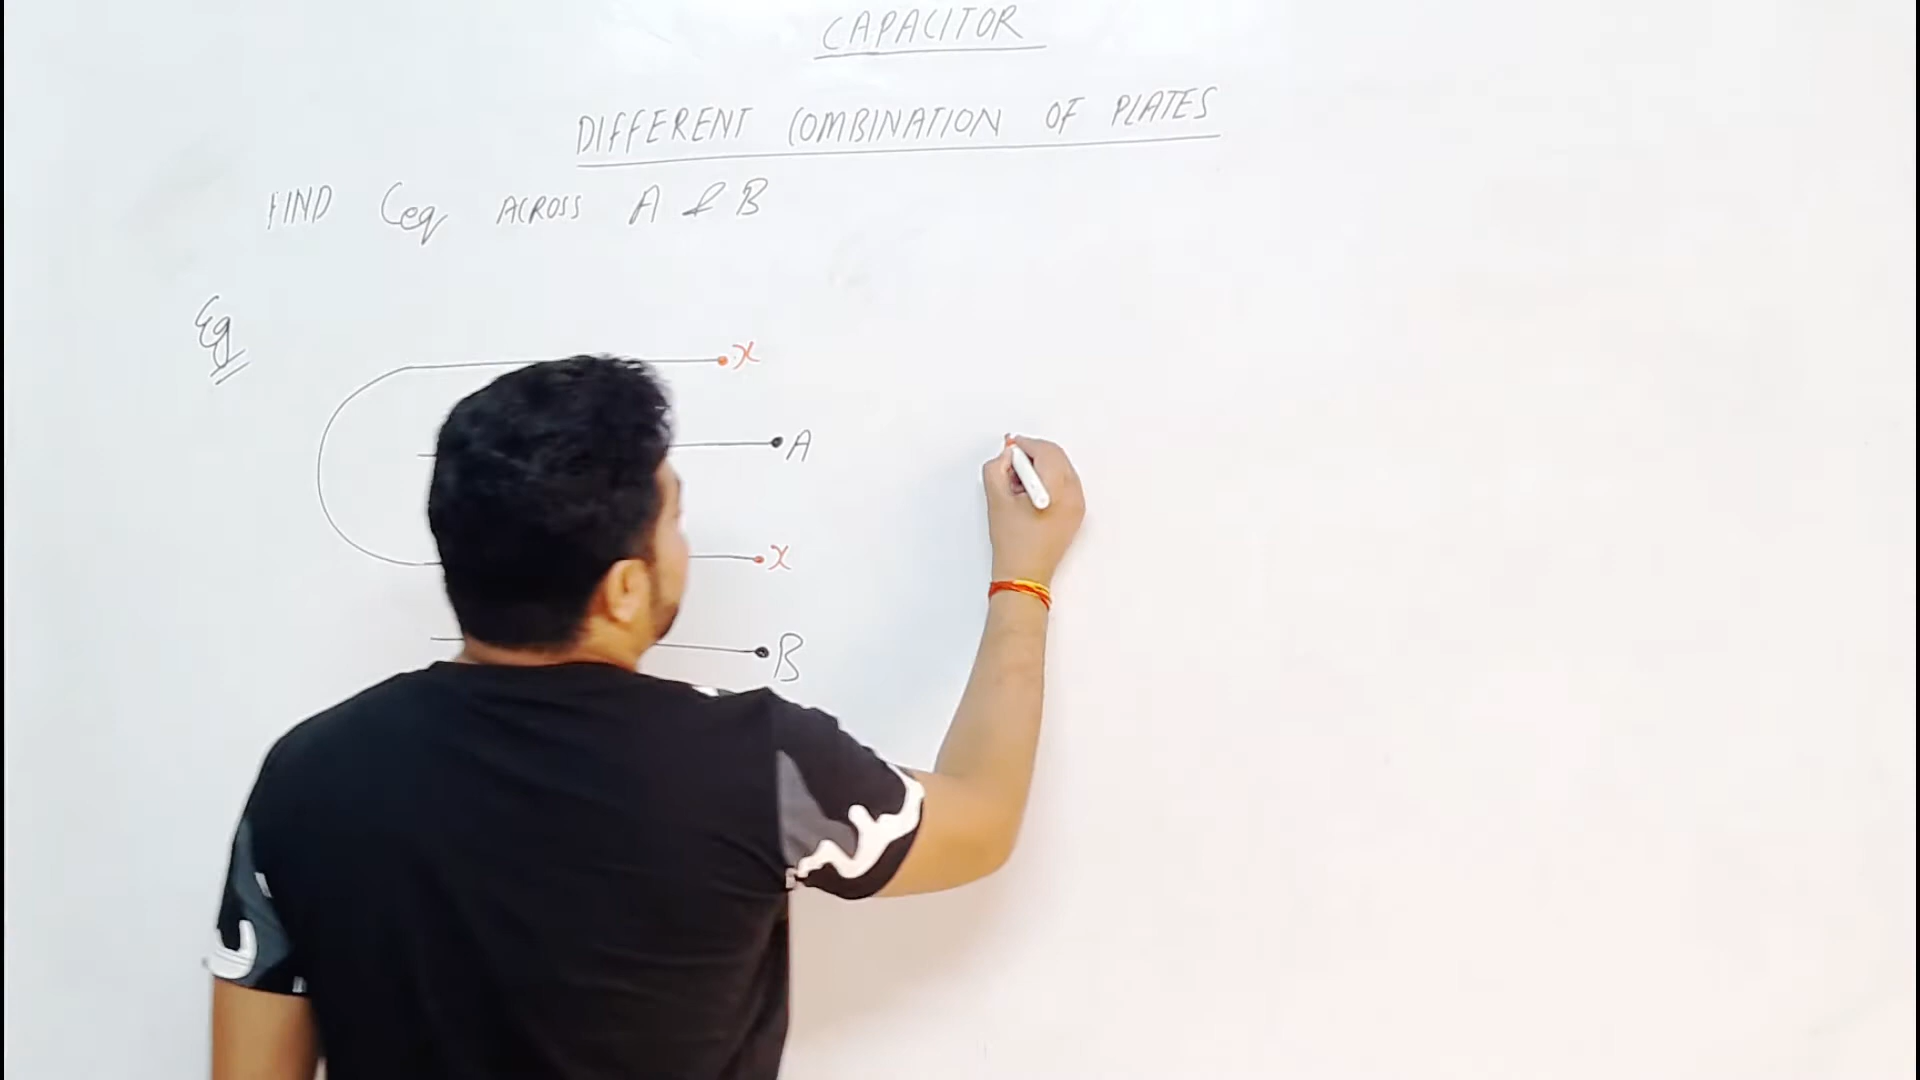 CAPACITOR
DIFFERENT COMBINATION OF PLATES
FIND Ceq ACROSS A & B
Eg
x
A
x
B